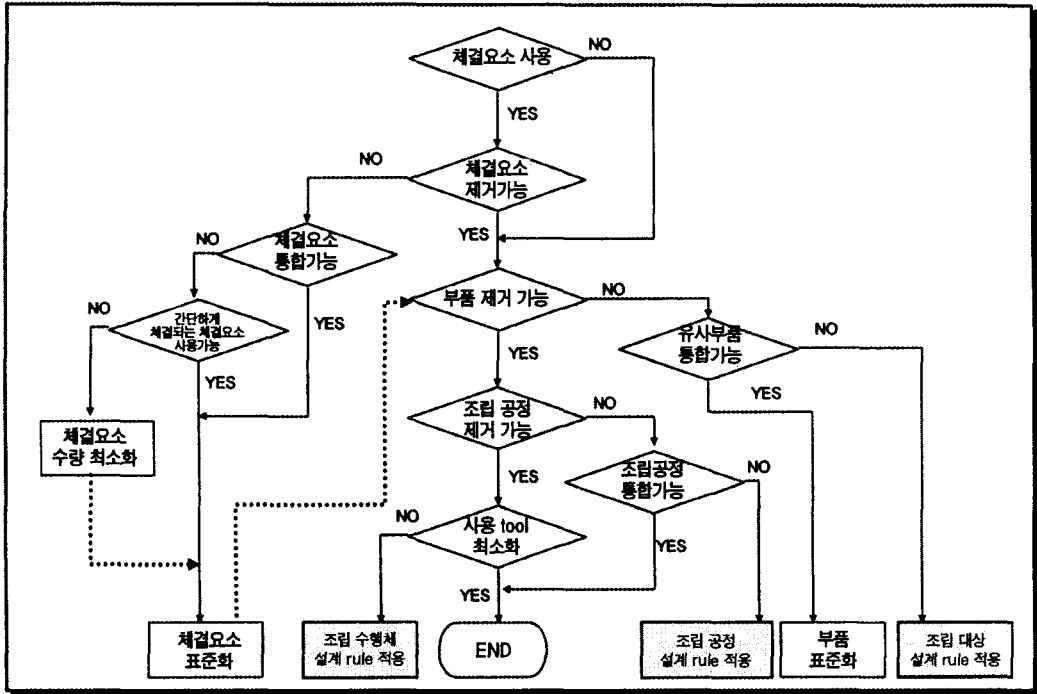 체결요소 사용
NO
YES
NO
체결요소
제거가능
YES
NO
체결요소
통합가능
NO
간단하게
체결되는 체결요소
사용가능
YES
부품 제거 가능
NO
유사부품
통합가능
NO
YES
YES
YES
조립 공정
제거 가능
NO
체결요소
수량 최소화
YES
조립공정
통합가능
NO
NO
사용 tool
최소화
YES
YES
체결요소
표준화
조립 수행체
설계 rule 적용
END
조립 공정
설계 rule 적용
부품
표준화
조립 대상
설계 rule 적용